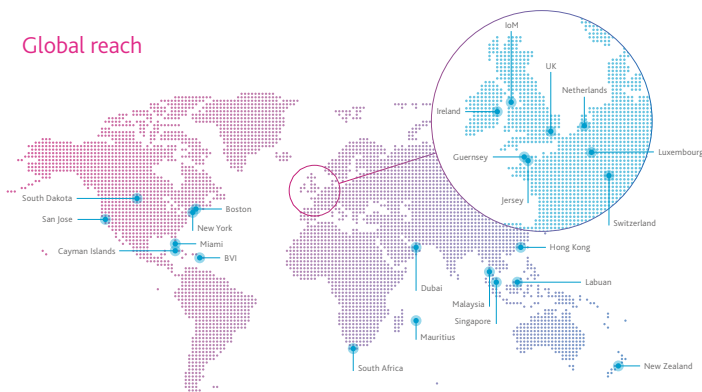 Global reach
IoM
UK
Netherlands
Ireland
Guernsey
Luxembourg
Jersey
Switzerland
South Dakota
San Jose
Boston
New York
Miami
Cayman Islands
BVI
Hong Kong
Dubai
Labuan
Malaysia
Singapore
Mauritius
South Africa
New Zealand